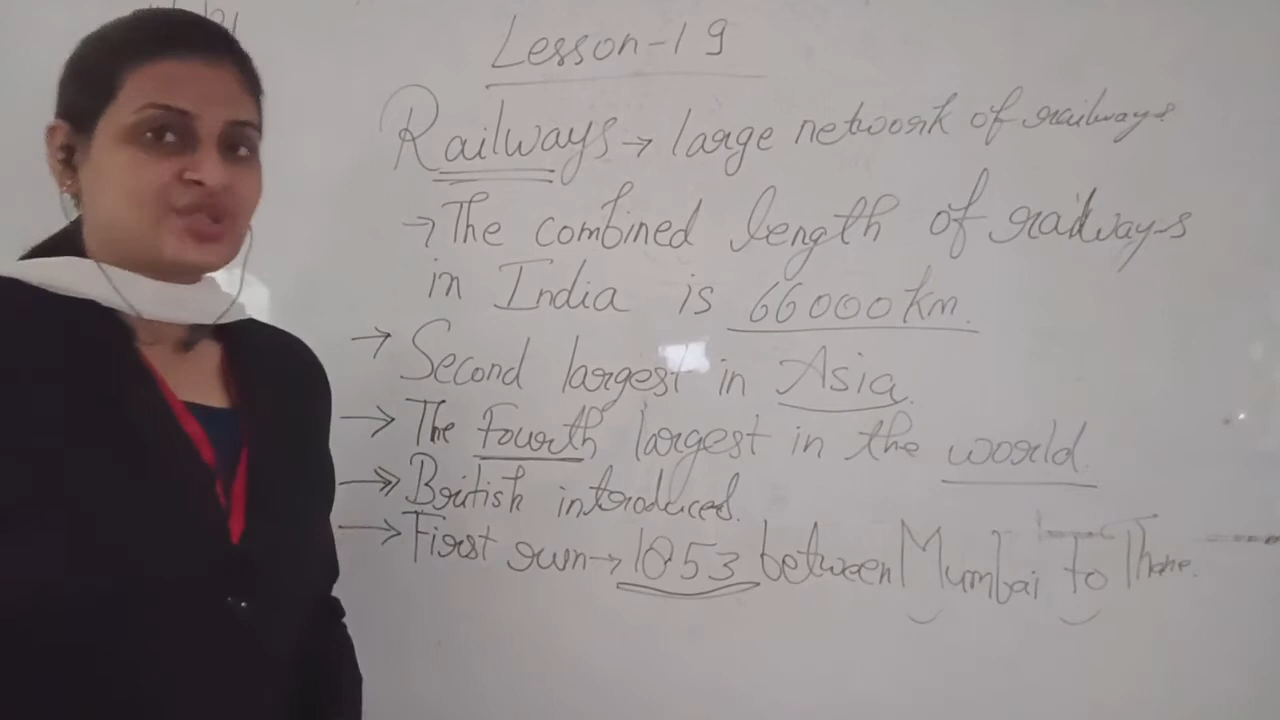 Lesson-19
Railways → large network of railways.
→ The combined length of railways
in India is 66000 km.
→ Second largest in Asia.
→ The Fourth largest in the world.
→ British introduced.
→ First run → 1853 between Mumbai To Thane.